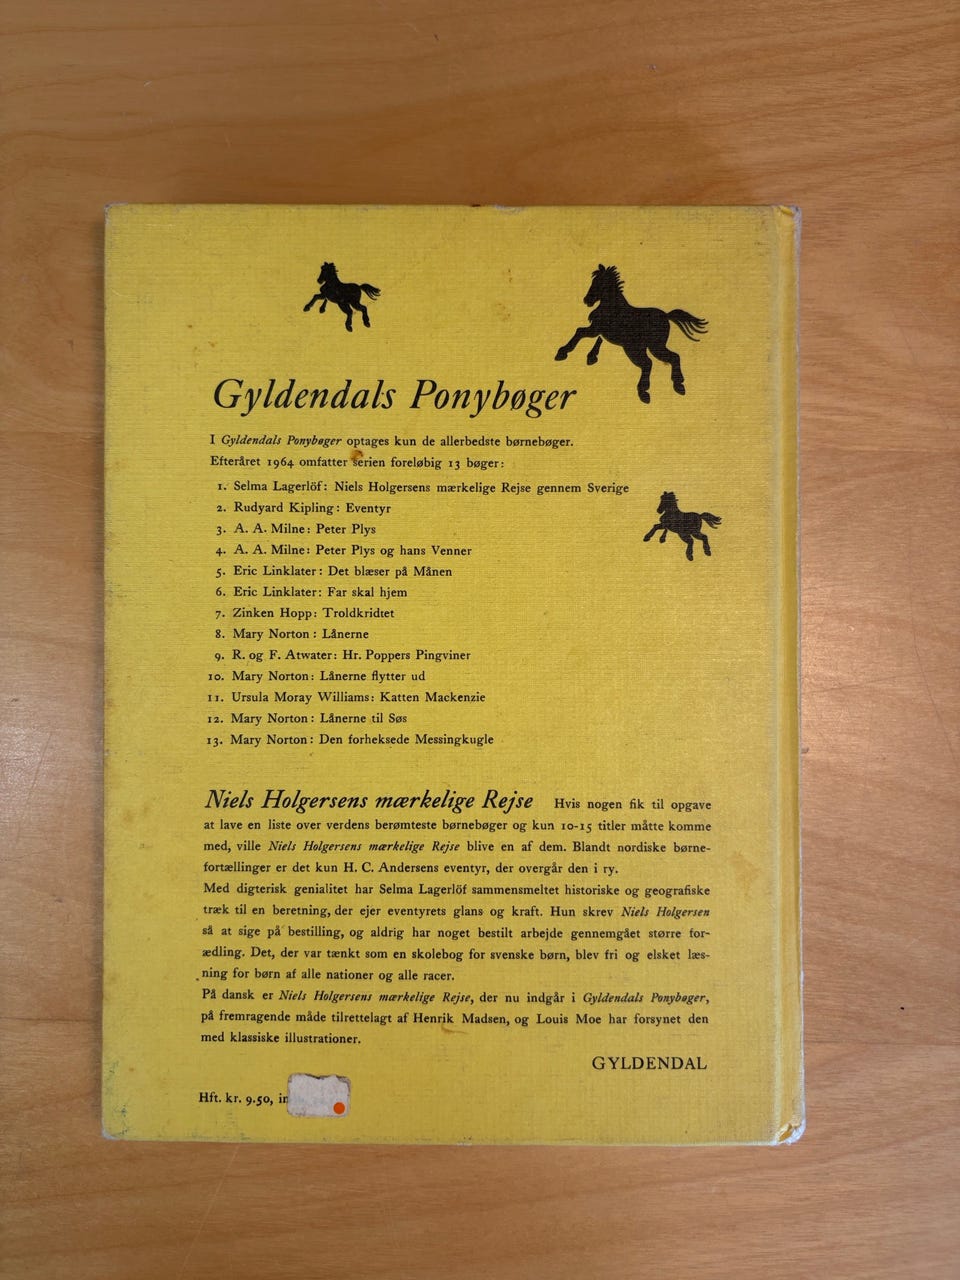 Gyldendals Ponybøger
I Gyldendals Ponybøger optages kun de allerbedste børnebøger.
Efteråret 1964 omfatter serien foreløbig 13 bøger:
1. Selma Lagerlöf: Niels Holgersens mærkelige Rejse gennem Sverige
2. Rudyard Kipling: Eventyr
3. A. A. Milne: Peter Plys
4. A. A. Milne: Peter Plys og hans Venner
5. Eric Linklater: Det blæser på Månen
6. Eric Linklater: Far skal hjem
7. Zinken Hopp: Troldkridtet
8. Mary Norton: Lånerne
9. R. og F. Atwater: Hr. Poppers Pingviner
10. Mary Norton: Lånerne flytter ud
11. Ursula Moray Williams: Katten Mackenzie
12. Mary Norton: Lånerne til Søs
13. Mary Norton: Den forheksede Messingkugle
Niels Holgersens mærkelige Rejse Hvis nogen fik til opgave
at lave en liste over verdens berømteste børnebøger og kun 10-15 titler måtte komme
med, ville Niels Holgersens mærkelige Rejse blive en af dem. Blandt nordiske børne-
fortællinger er det kun H. C. Andersens eventyr, der overgår den i ry.
Med digterisk genialitet har Selma Lagerlöf sammensmeltet historiske og geografiske
træk til en beretning, der ejer eventyrets glans og kraft. Hun skrev Niels Holgersen
så at sige på bestilling, og aldrig har noget bestilt arbejde gennemgået større for-
ædling. Det, der var tænkt som en skolebog for svenske børn, blev fri og elsket læs-
ning for børn af alle nationer og alle racer.
På dansk er Niels Holgersens mærkelige Rejse, der nu indgår i Gyldendals Ponybøger,
på fremragende måde tilrettelagt af Henrik Madsen, og Louis Moe har forsynet den
med klassiske illustrationer.
GYLDENDAL
Hft. kr. 9.50,